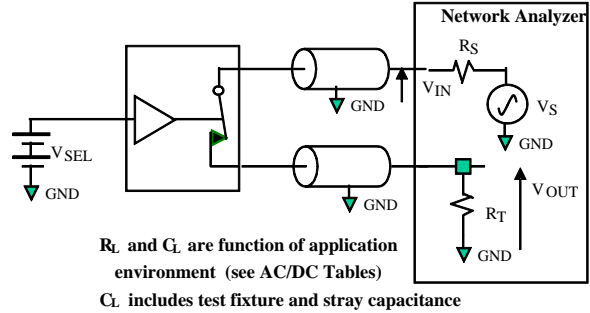 Network Analyzer
RS
VIN
GND
VS
GND
VSEL
GND
GND
VOUT
RT
GND
RL and CL are function of application
environment (see AC/DC Tables)
CL includes test fixture and stray capacitance